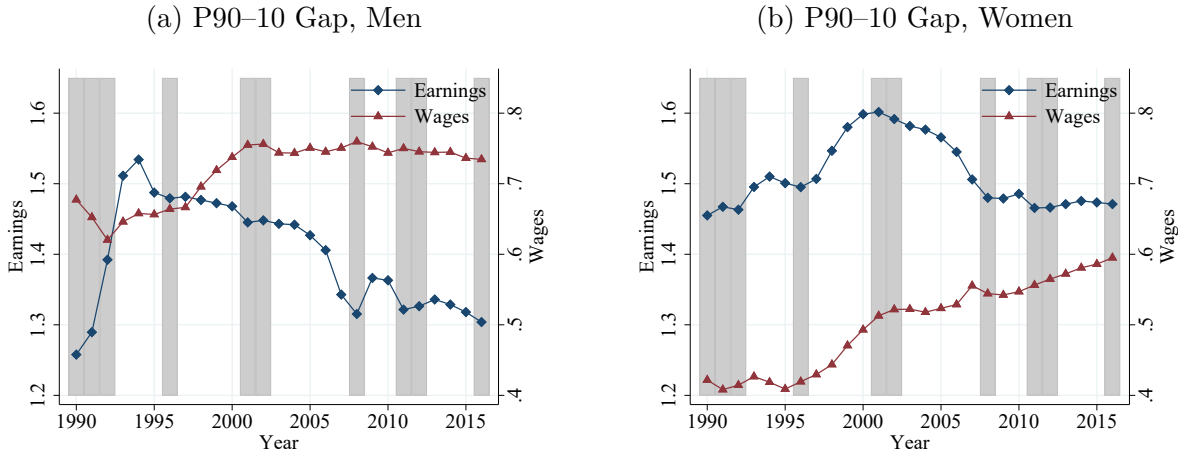 (a) P90–10 Gap, Men
Earnings
Wages
1.6
1.5
1.4
1.3
1.2
Earnings
.8
.7
.6
.5
.4
Wages
1990 1995 2000 2005 2010 2015
Year
(b) P90–10 Gap, Women
Earnings
Wages
1.6
1.5
1.4
1.3
1.2
Earnings
.8
.7
.6
.5
.4
Wages
1990 1995 2000 2005 2010 2015
Year